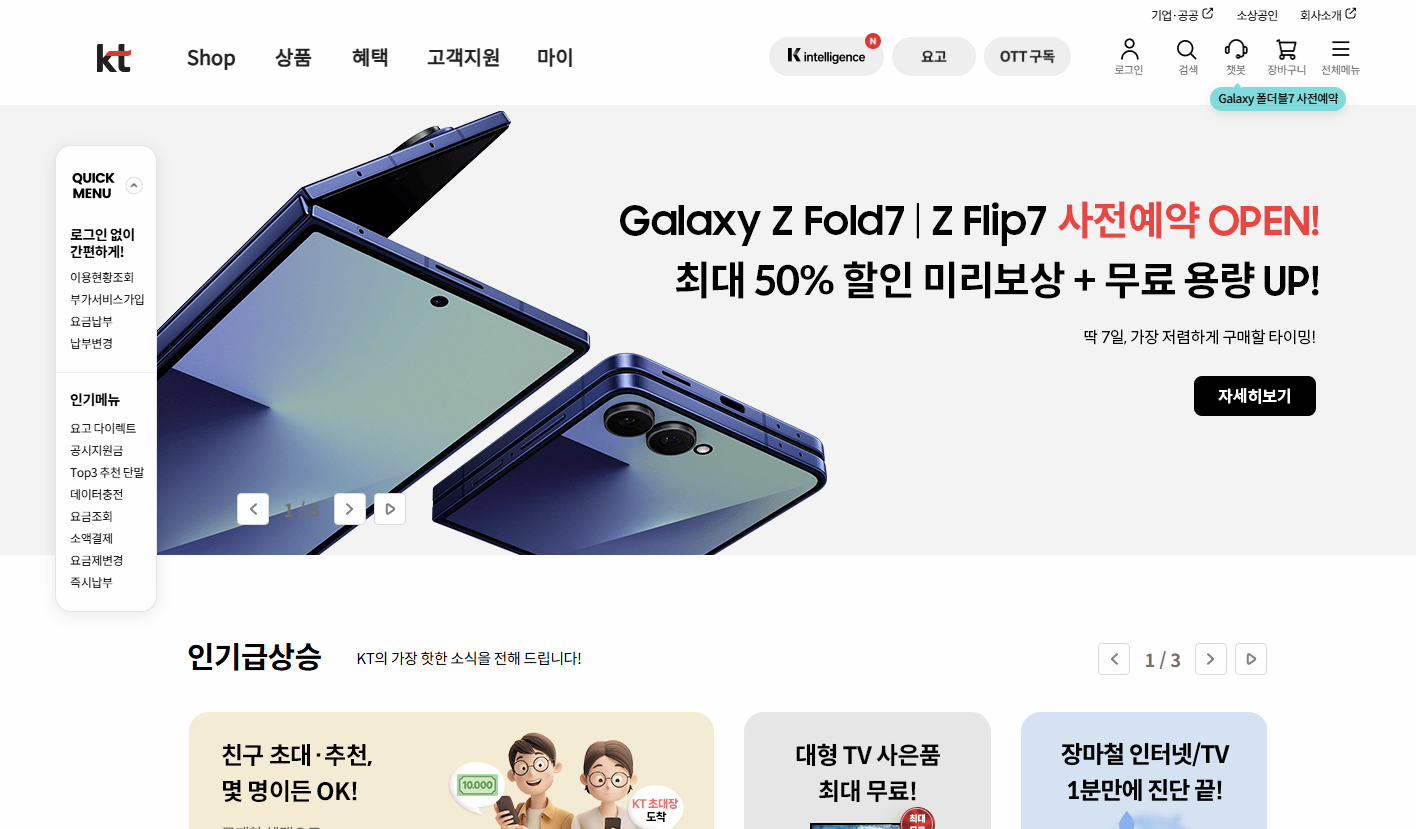 기업·공공
소상공인
회사소개
kt
Shop
상품
혜택
고객지원
마이
K intelligence
N
요고
OTT 구독
로그인
검색
챗봇
장바구니
전체메뉴
Galaxy 폴더블7 사전예약
QUICK
MENU
로그인 없이
간편하게!
이용현황조회
부가서비스가입
요금납부
납부변경
인기메뉴
요고 다이렉트
공시지원금
Top3 추천 단말
데이터충전
요금조회
소액결제
요금제변경
즉시납부
Galaxy Z Fold7 | Z Flip7 사전예약 OPEN!
최대 50% 할인 미리보상 + 무료 용량 UP!
딱 7일, 가장 저렴하게 구매할 타이밍!
자세히보기
1 / 3
인기급상승
KT의 가장 핫한 소식을 전해 드립니다!
1 / 3
친구 초대·추천,
몇 명이든 OK!
10.000
KT 초대장
도착
대형 TV 사은품
최대 무료!
최대
장마철 인터넷/TV
1분만에 진단 끝!